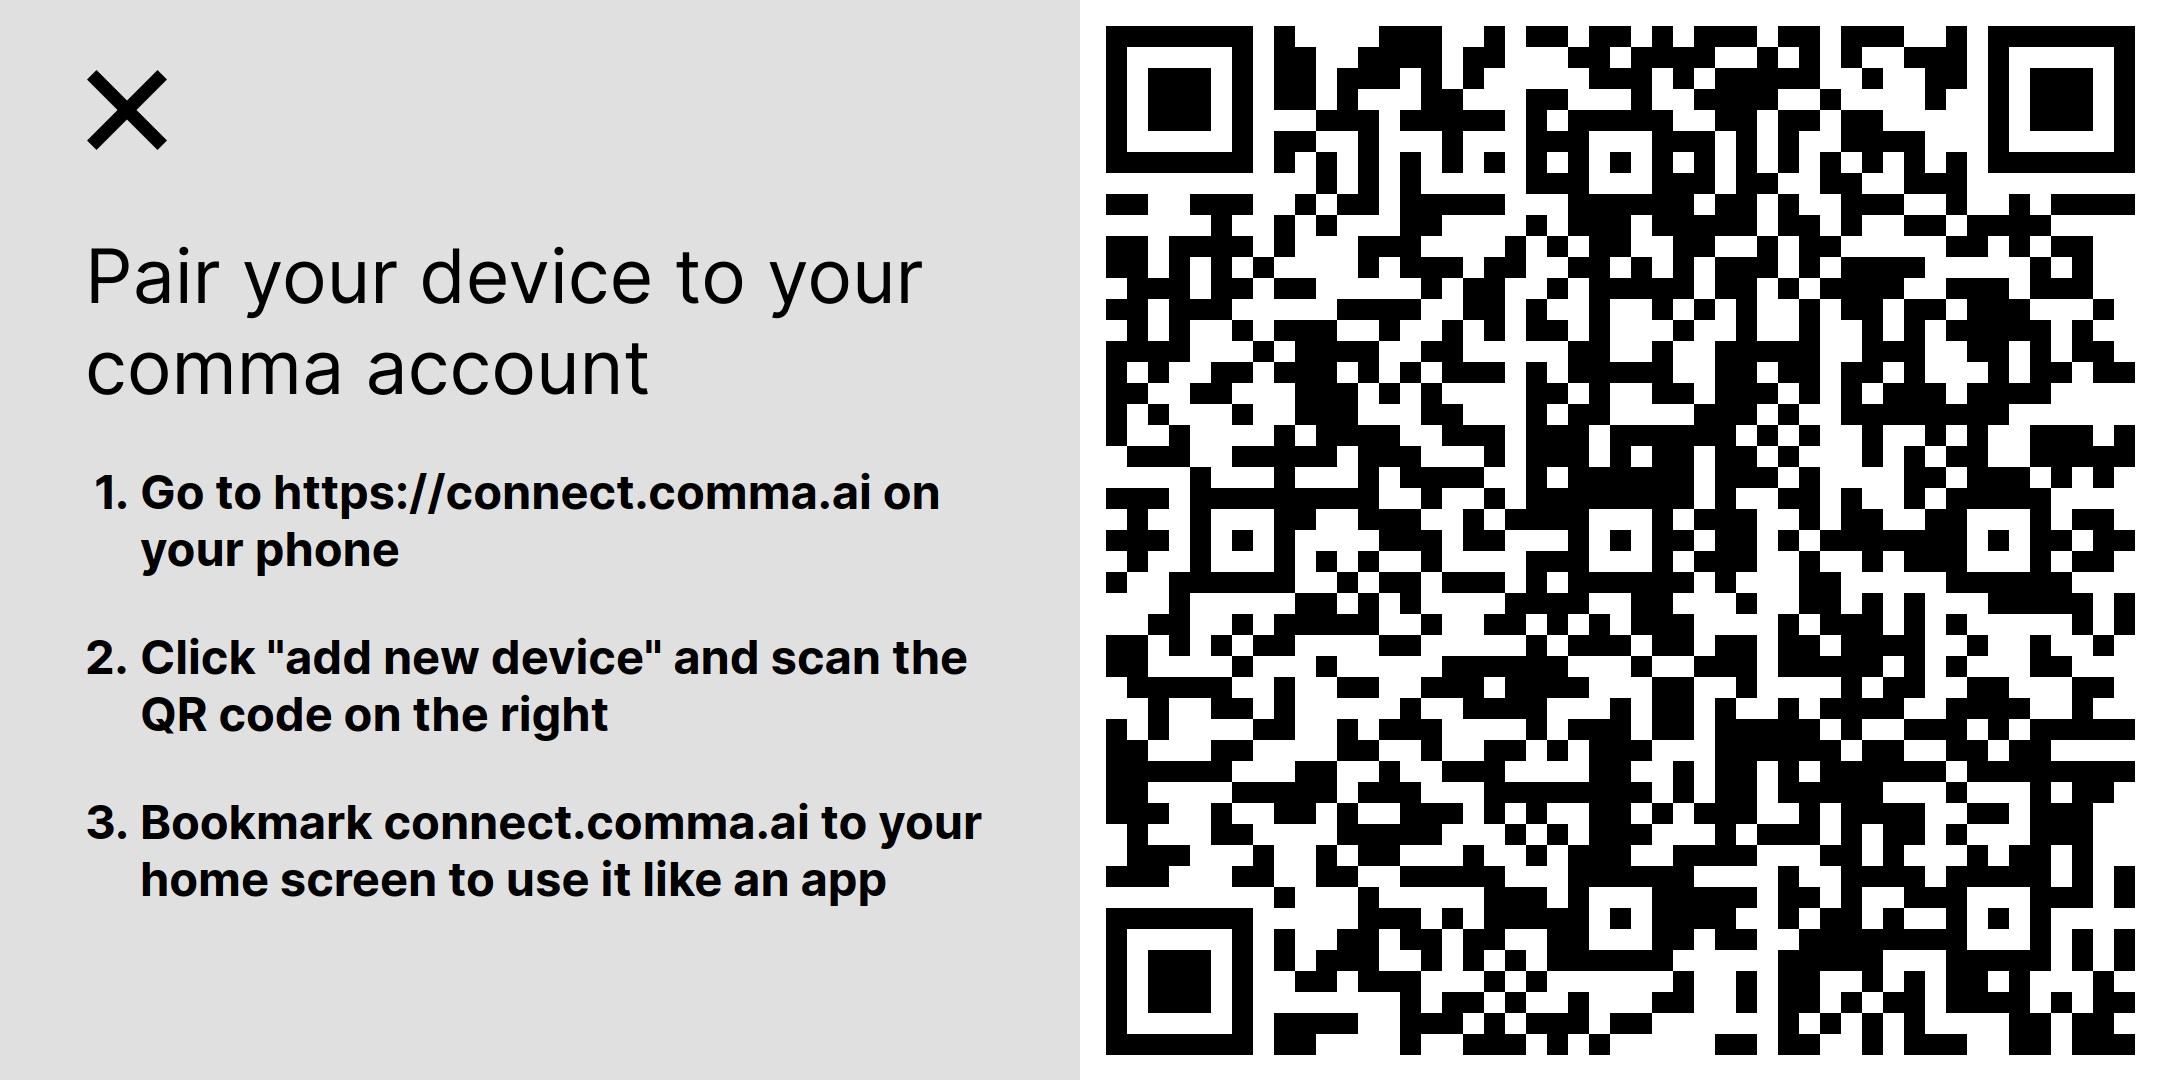 Pair your device to your
comma account
1. Go to https://connect.comma.ai on
your phone
2. Click "add new device" and scan the
QR code on the right
3. Bookmark connect.comma.ai to your
home screen to use it like an app